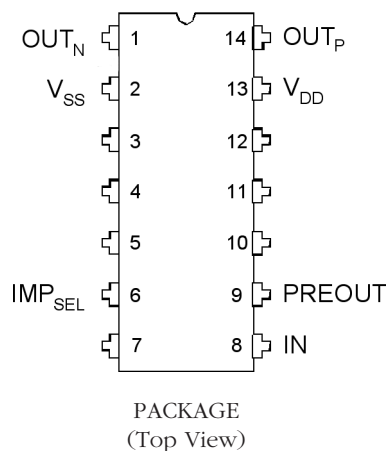 OUTN 1 14 OUTP
VSS 2 13 VDD
3 12
4 11
5 10
IMPSEL 6 9 PREOUT
7 8 IN
PACKAGE
(Top View)